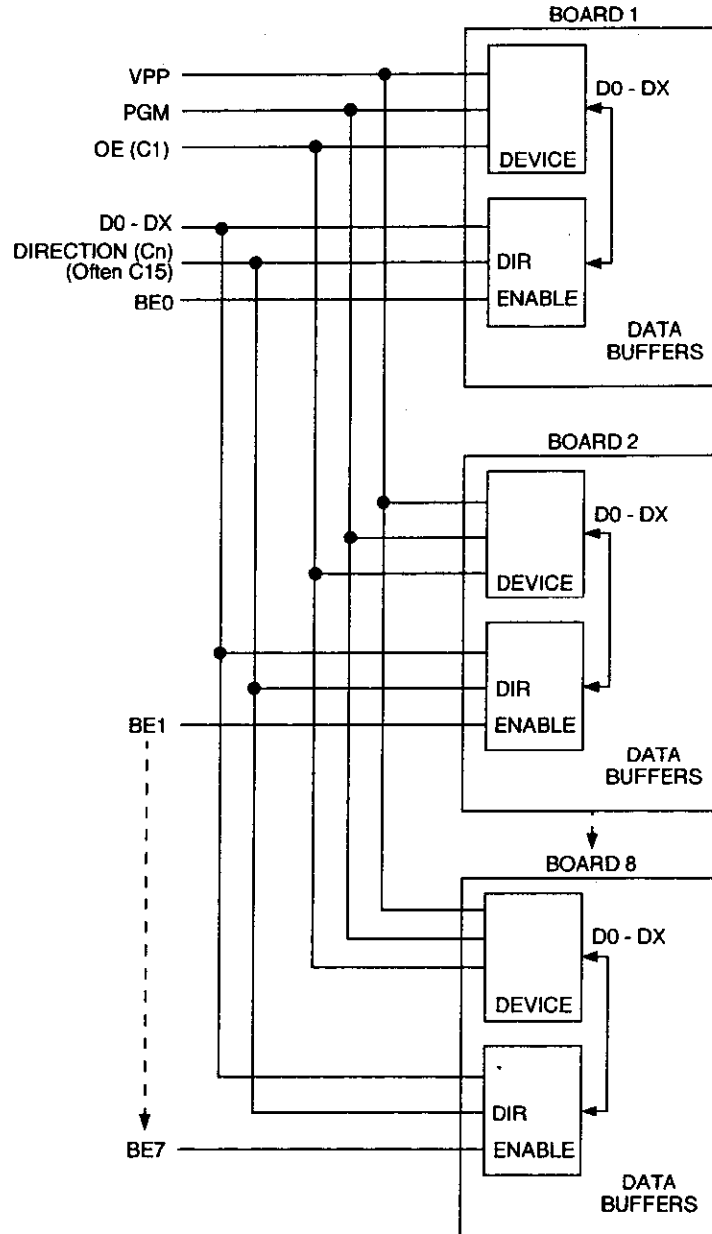 BOARD 1
VPP
D0 - DX
PGM
OE (C1)
DEVICE
D0 - DX
DIRECTION (Cn)
(Often C15)
DIR
BE0
ENABLE
DATA
BUFFERS
BOARD 2
D0 - DX
DEVICE
DIR
BE1
ENABLE
DATA
BUFFERS
BOARD 8
D0 - DX
DEVICE
DIR
BE7
ENABLE
DATA
BUFFERS